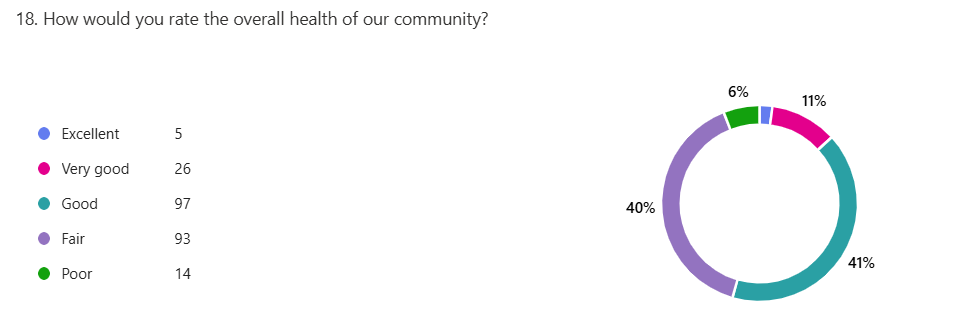 18. How would you rate the overall health of our community?
Excellent 5
Very good 26
Good 97
Fair 93
Poor 14
6%
11%
40%
41%